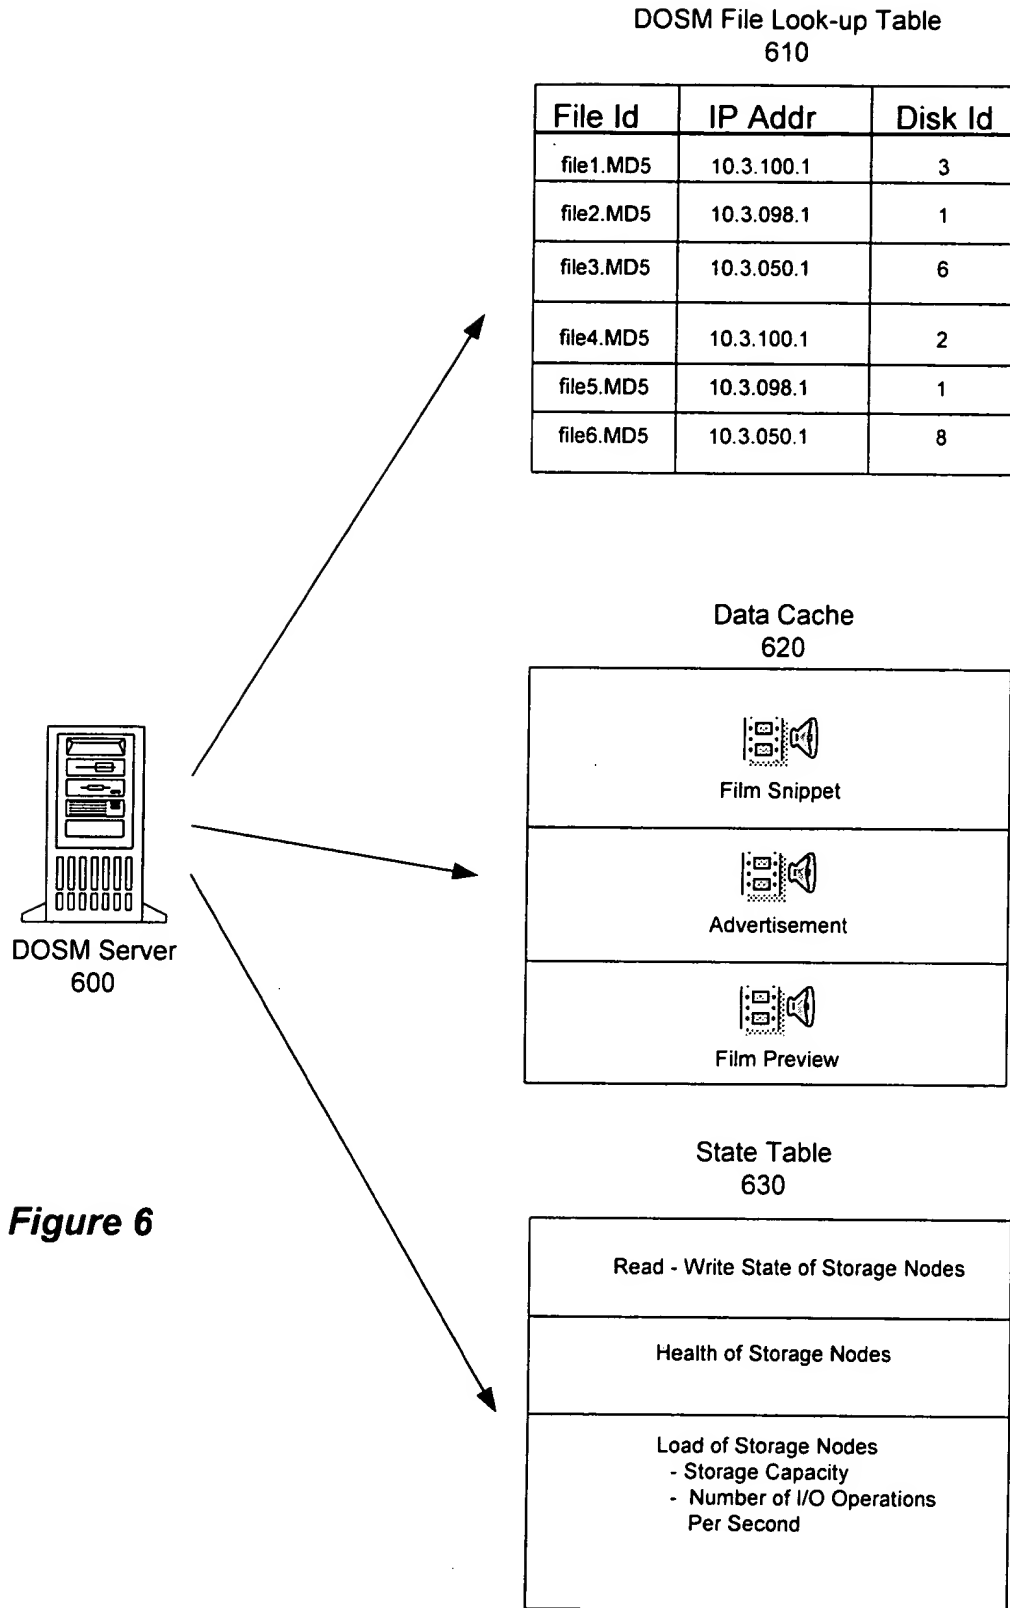 DOSM File Look-up Table
610
File Id IP Addr Disk Id
file1.MD5 10.3.100.1 3
file2.MD5 10.3.098.1 1
file3.MD5 10.3.050.1 6
file4.MD5 10.3.100.1 2
file5.MD5 10.3.098.1 1
file6.MD5 10.3.050.1 8
Data Cache
620
Film Snippet
Advertisement
Film Preview
DOSM Server
600
State Table
630
Read - Write State of Storage Nodes
Health of Storage Nodes
Load of Storage Nodes
- Storage Capacity
- Number of I/O Operations
Per Second
Figure 6